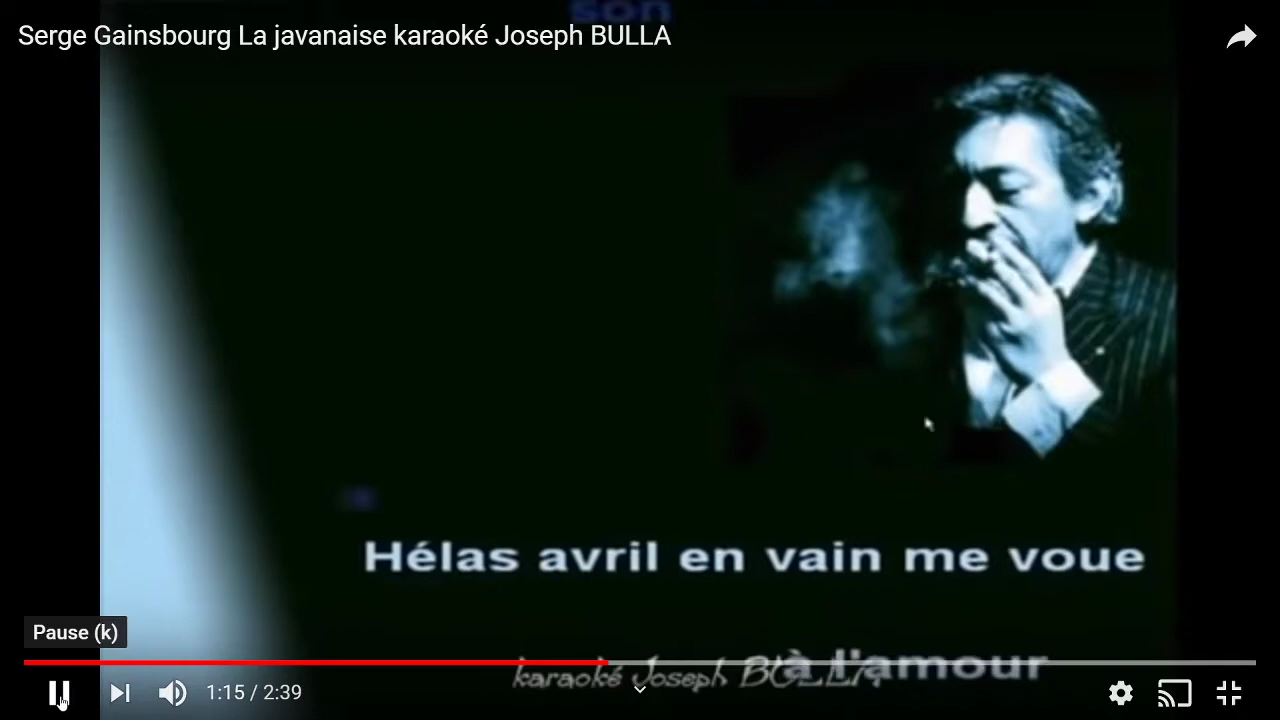 son
Serge Gainsbourg La javanaise karaoké Joseph BULLA
Hélas avril en vain me voue
Pause (k)
à l'amour
karaoké Joseph BULLA
1:15 / 2:39